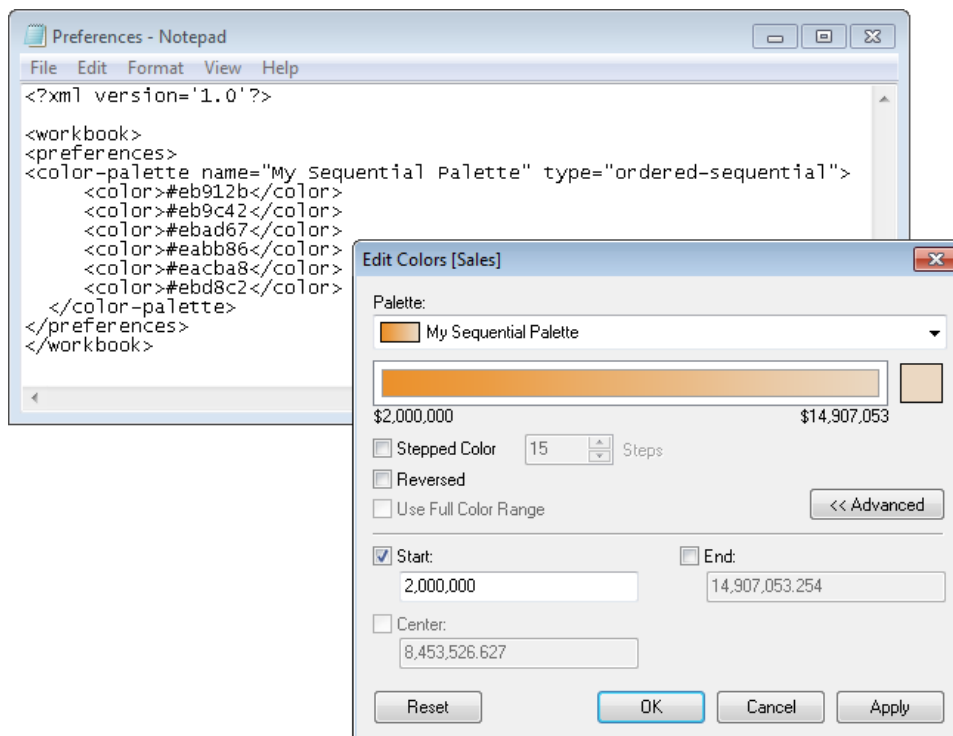 Preferences - Notepad
File Edit Format View Help
<?xml version='1.0'?>
<workbook>
<preferences>
<color-palette name="My Sequential Palette" type="ordered-sequential">
<color>#eb912b</color>
<color>#eb9c42</color>
<color>#ebad67</color>
<color>#eabb86</color>
<color>#eacba8</color>
<color>#ebd8c2</color>
</color-palette>
</preferences>
</workbook>
Edit Colors [Sales]
Palette:
My Sequential Palette
$2,000,000 $14,907,053
Stepped Color 15 Steps
Reversed
Use Full Color Range << Advanced
Start: End:
2,000,000 14,907,053.254
Center:
8,453,526.627
Reset OK Cancel Apply